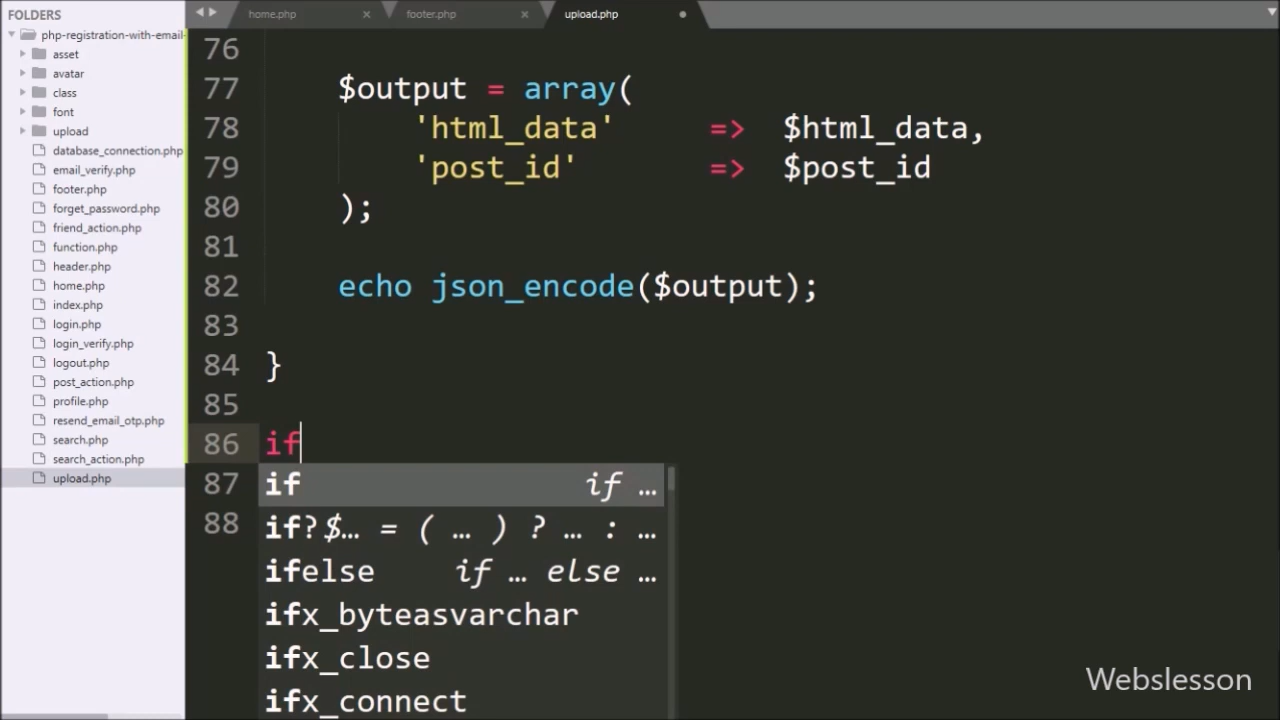 FOLDERS
php-registration-with-email-
asset
avatar
class
font
upload
database_connection.php
email_verify.php
footer.php
forget_password.php
friend_action.php
function.php
header.php
home.php
index.php
login.php
login_verify.php
logout.php
post_action.php
profile.php
resend_email_otp.php
search.php
search_action.php
upload.php
home.php × footer.php × upload.php
76
77 $output = array(
78 'html_data' => $html_data,
79 'post_id' => $post_id
80 );
81
82 echo json_encode($output);
83
84 }
85
86 if
87
88
if if …
if?$… = ( … ) ? … : …
ifelse if … else …
ifx_byteasvarchar
ifx_close
ifx_connect
Webslesson